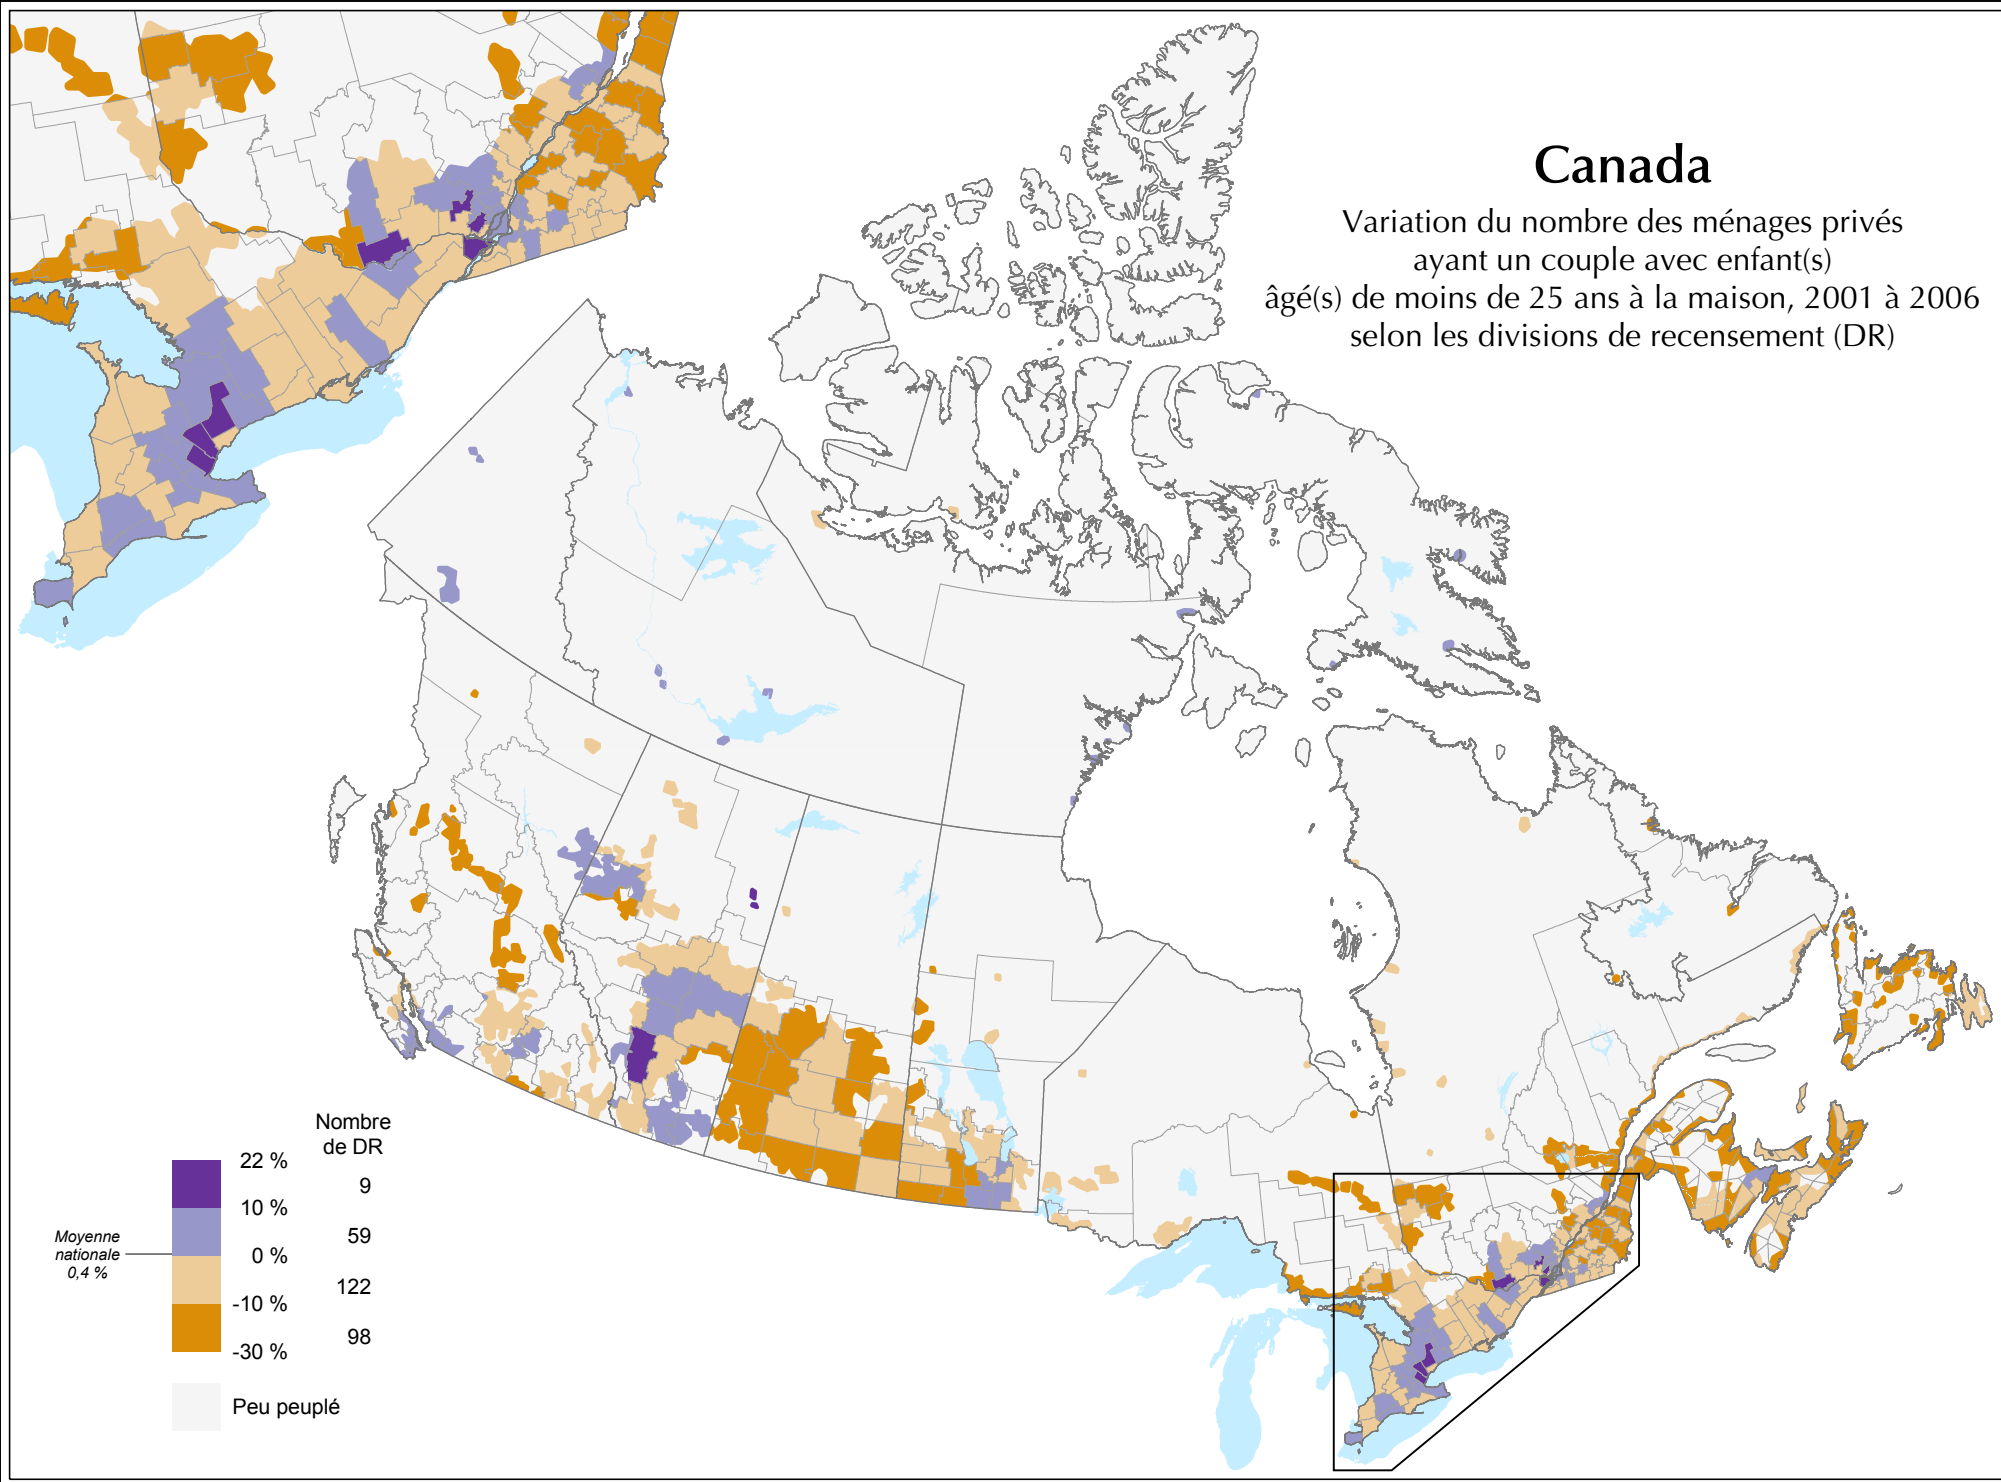 Canada
Variation du nombre des ménages privés
ayant un couple avec enfant(s)
âgé(s) de moins de 25 ans à la maison, 2001 à 2006
selon les divisions de recensement (DR)
Nombre
de DR
22 %
9
10 %
59
Moyenne
nationale
0,4 %
0 %
122
-10 %
98
-30 %
Peu peuplé